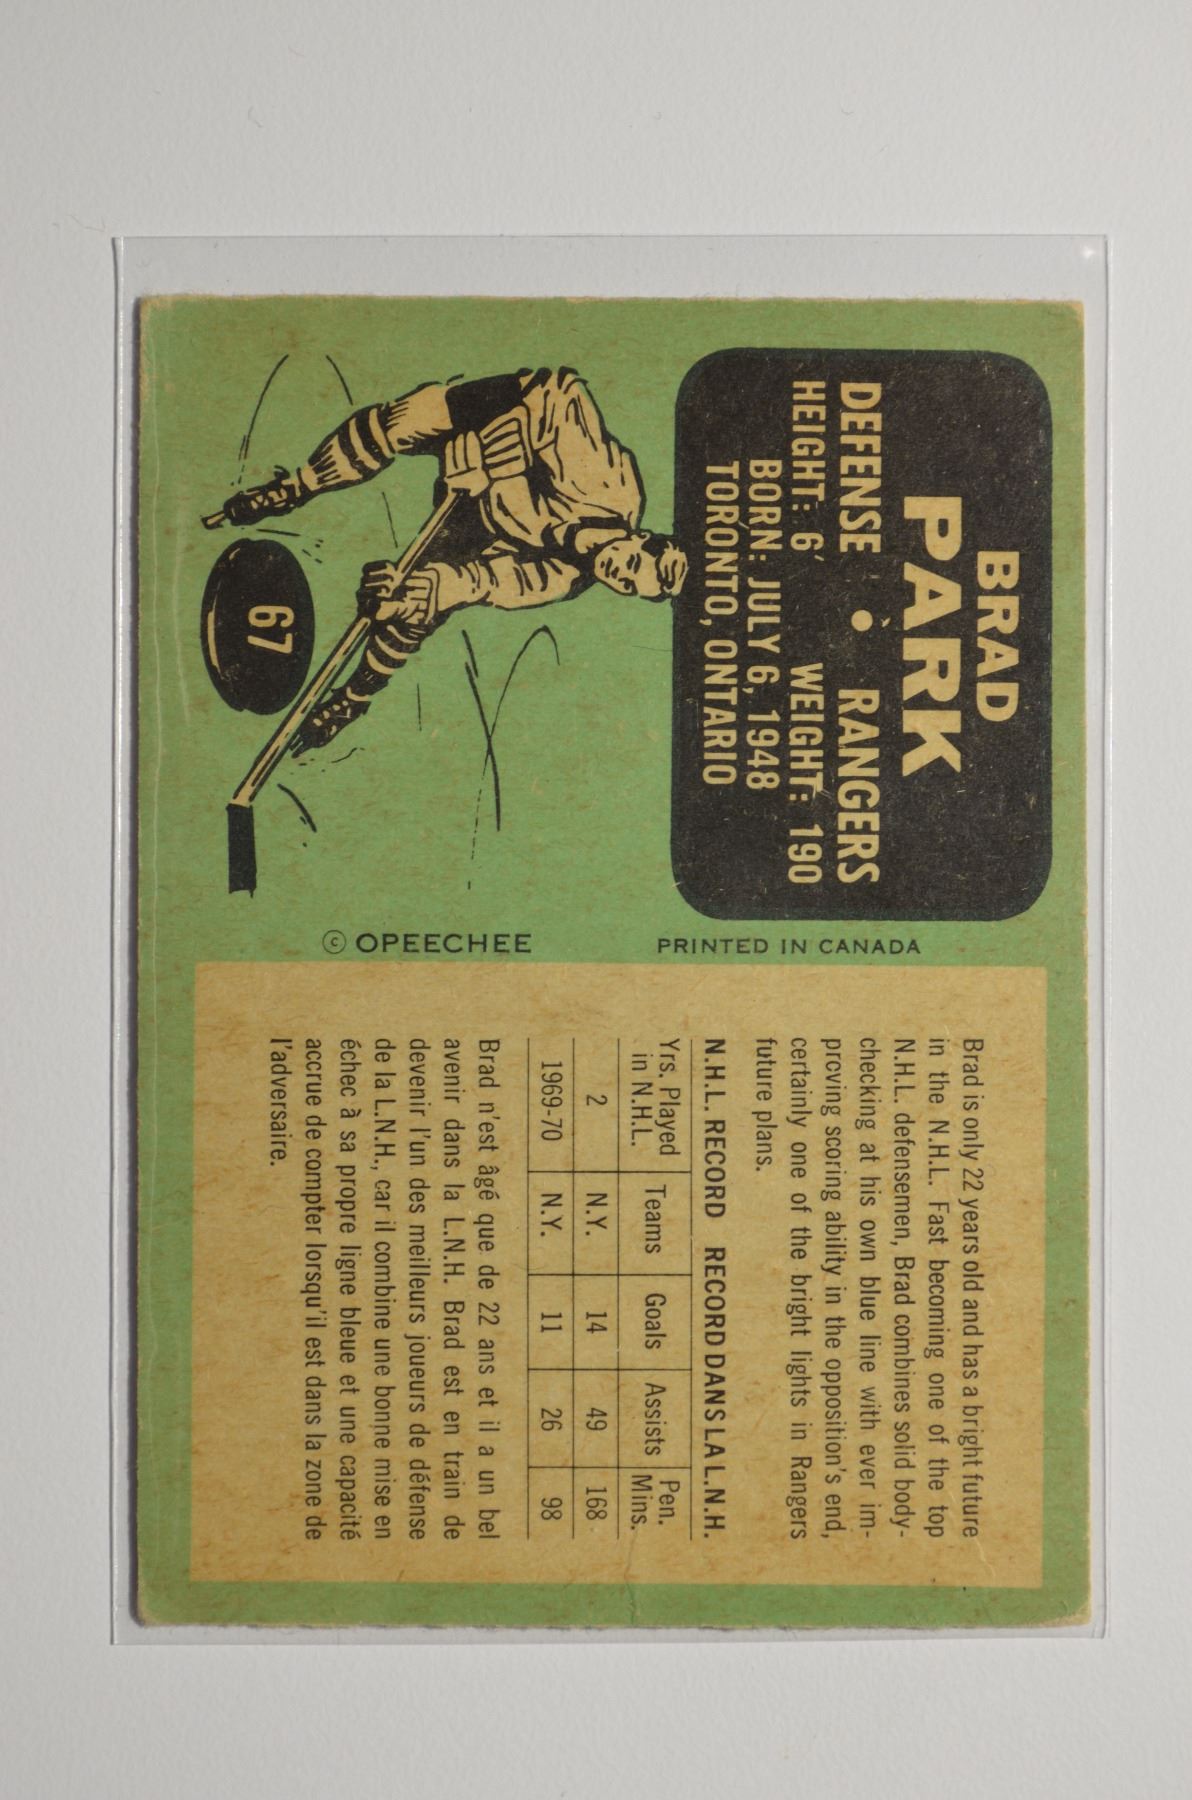 BRAD
PARK
DEFENSE • RANGERS
HEIGHT: 6' WEIGHT: 190
BORN: JULY 6, 1948
TORONTO, ONTARIO
67
PRINTED IN CANADA
© OPEECHEE
Brad is only 22 years old and has a bright future
in the N.H.L. Fast becoming one of the top
N.H.L. defensemen, Brad combines solid body-
checking at his own blue line with ever im-
proving scoring ability in the opposition's end,
certainly one of the bright lights in Rangers
future plans.
N.H.L. RECORD RECORD DANS LA L.N.H.
Yrs. Played in N.H.L. Teams Goals Assists Pen. Mins.
2 N.Y. 14 49 168
1969-70 N.Y. 11 26 98
Brad n'est âgé que de 22 ans et il a un bel
avenir dans la L.N.H. Brad est en train de
devenir l'un des meilleurs joueurs de défense
de la L.N.H., car il combine une bonne mise en
échec à sa propre ligne bleue et une capacité
accrue de compter lorsqu'il est dans la zone de
l'adversaire.